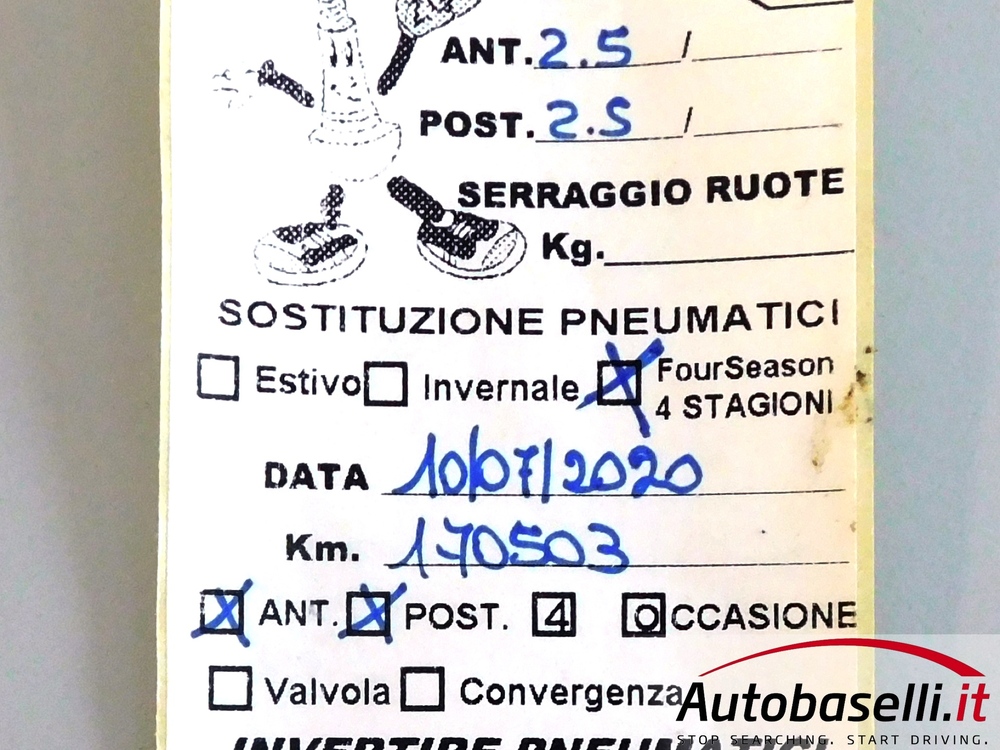 ANT. 2.5 /
POST. 2.5 /
SERRAGGIO RUOTE
Kg.
SOSTITUZIONE PNEUMATICI
Estivo Invernale X FourSeason
4 STAGIONI
DATA 10/07/2020
Km. 170503
X ANT. X POST. 4 OCCASIONE
Valvola Convergenza
Autobaselli.it
STOP SEARCHING. START DRIVING.
INVERTIRE